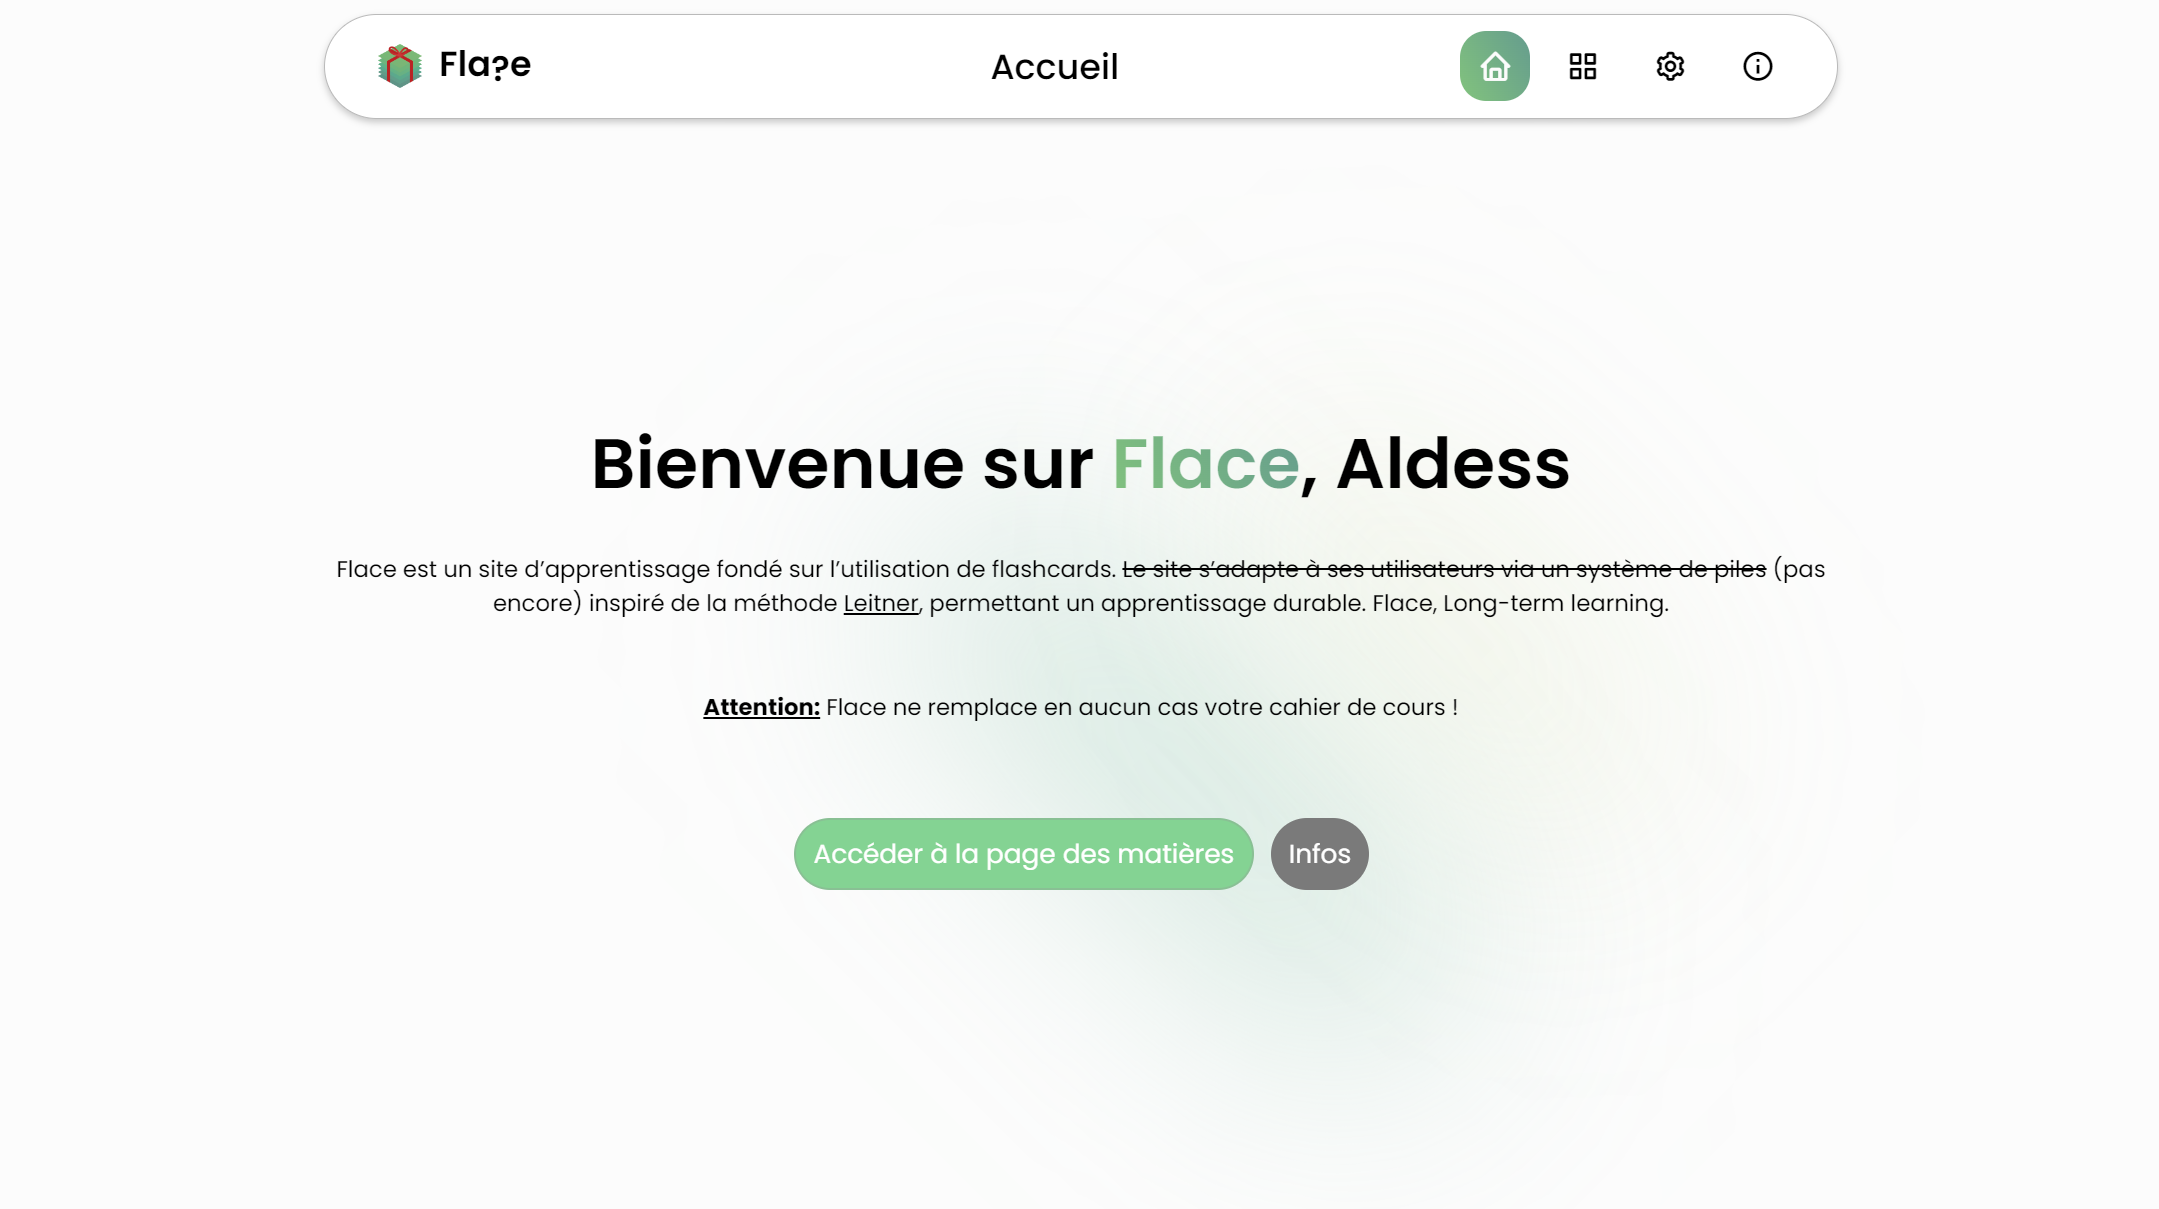 Fla?e
Accueil
Bienvenue sur Flace, Aldess
Flace est un site d’apprentissage fondé sur l’utilisation de flashcards. Le site s’adapte à ses utilisateurs via un système de piles (pas
encore) inspiré de la méthode Leitner, permettant un apprentissage durable. Flace, Long-term learning.
Attention: Flace ne remplace en aucun cas votre cahier de cours !
Accéder à la page des matières
Infos